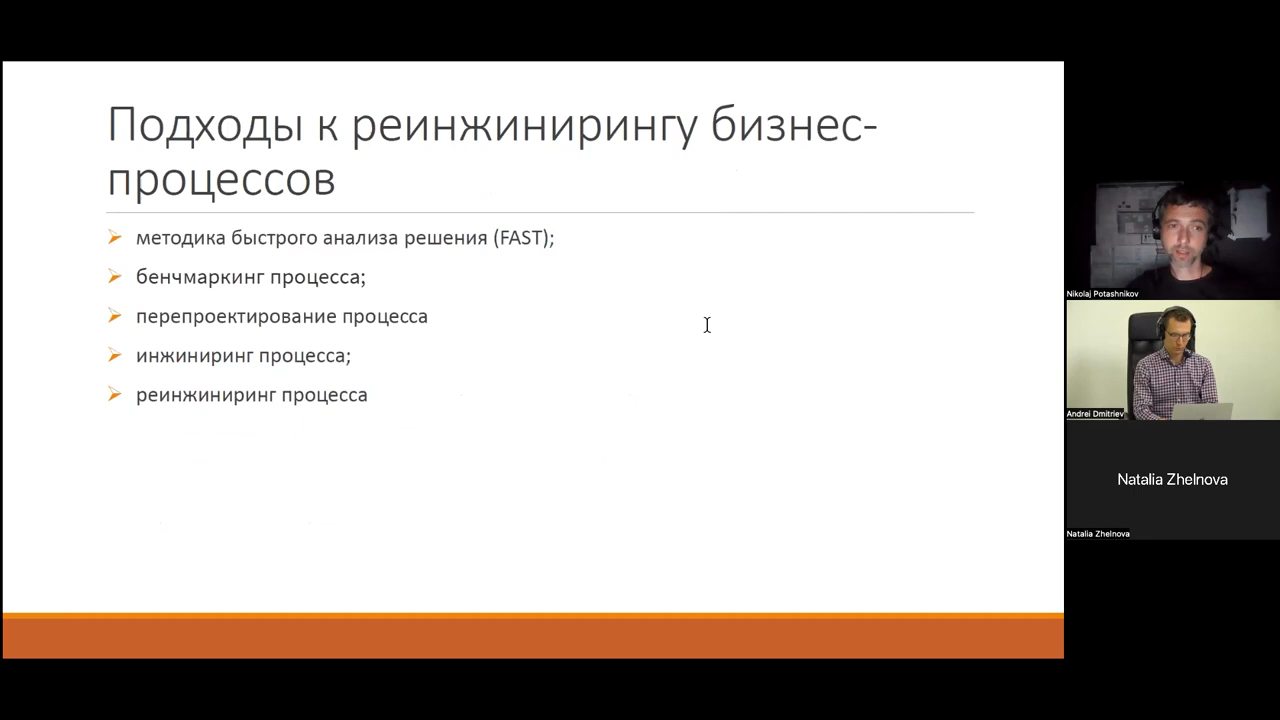 Подходы к реинжинирингу бизнес-
процессов
методика быстрого анализа решения (FAST);
бенчмаркинг процесса;
перепроектирование процесса
инжиниринг процесса;
реинжиниринг процесса
Nikolaj Potashnikov
Andrei Dmitriev
Natalia Zhelnova
Natalia Zhelnova